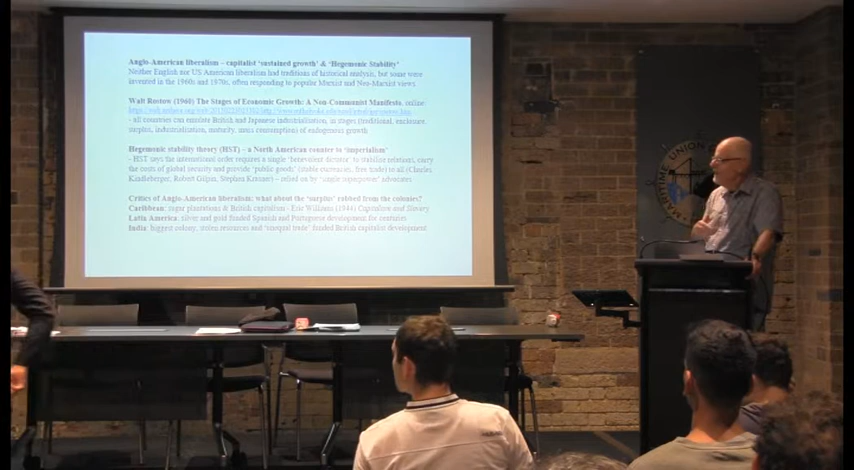 Anglo-American liberalism – capitalist 'sustained growth' & 'Hegemonic Stability'
Neither English nor US American liberalism had traditions of historical analysis, but some were
invented in the 1960s and 1970s, often responding to popular Marxist and Neo-Marxist views.
Walt Rostow (1960) The Stages of Economic Growth: A Non-Communist Manifesto, online:
- all countries can emulate British and Japanese industrialisation, in stages (traditional, enclosure,
surplus, industrialisation, maturity, mass consumption) of endogenous growth
Hegemonic stability theory (HST) – a North American counter to 'imperialism'
– HST says the international order requires a single 'benevolent dictator' to stabilise relations, carry
the costs of global security and provide 'public goods' (stable currencies, free trade) to all (Charles
Kindleberger, Robert Gilpin, Stephen Krasner) – relied on by 'single superpower' advocates
Critics of Anglo-American liberalism: what about the 'surplus' robbed from the colonies?
Caribbean: sugar plantations & British capitalism - Eric Williams (1944) Capitalism and Slavery
Latin America: silver and gold funded Spanish and Portuguese development for centuries
India: biggest colony, stolen resources and 'unequal trade' funded British capitalist development
MARITIME UNION